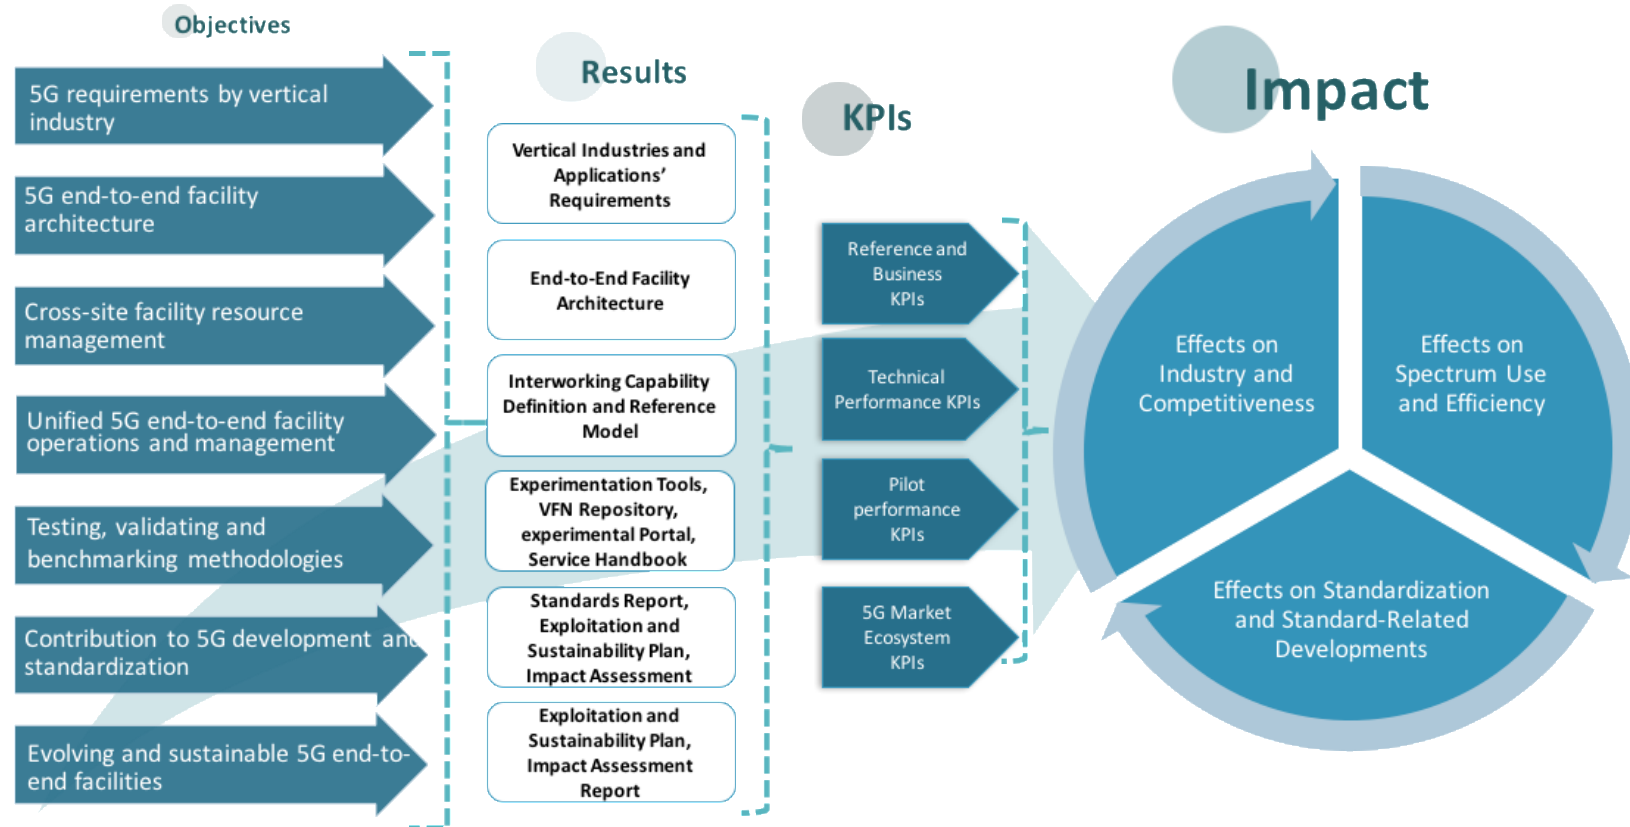 Objectives
5G requirements by vertical
industry
5G end-to-end facility
architecture
Cross-site facility resource
management
Unified 5G end-to-end facility
operations and management
Testing, validating and
benchmarking methodologies
Contribution to 5G development and
standardization
Evolving and sustainable 5G end-to-
end facilities
Results
Vertical Industries and
Applications’
Requirements
End-to-End Facility
Architecture
Interworking Capability
Definition and Reference
Model
Experimentation Tools,
VFN Repository,
experimental Portal,
Service Handbook
Standards Report,
Exploitation and
Sustainability Plan,
Impact Assessment
Exploitation and
Sustainability Plan,
Impact Assessment
Report
KPIs
Reference and
Business
KPIs
Technical
Performance KPIs
Pilot
performance
KPIs
5G Market
Ecosystem
KPIs
Impact
Effects on
Industry and
Competitiveness
Effects on
Spectrum Use
and Efficiency
Effects on Standardization
and Standard-Related
Developments